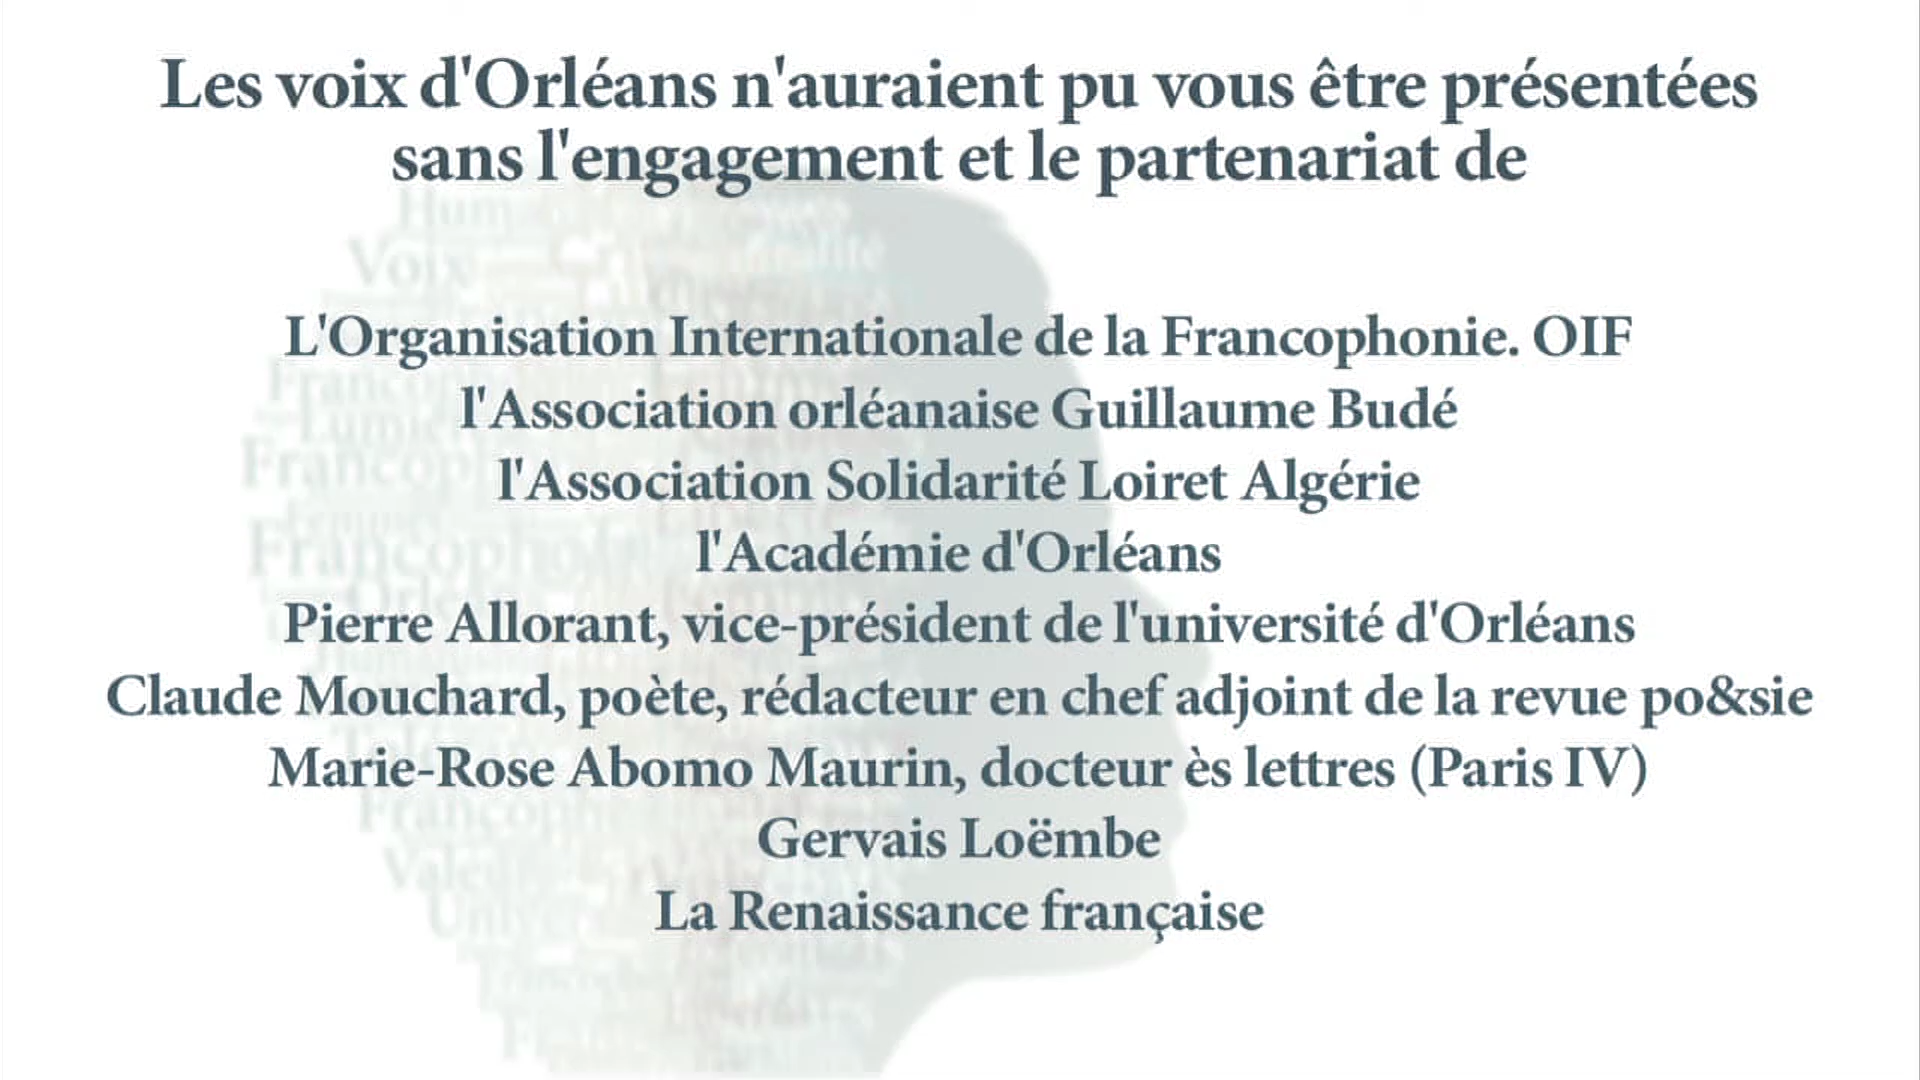 Les voix d'Orléans n'auraient pu vous être présentées
sans l'engagement et le partenariat de
L'Organisation Internationale de la Francophonie. OIF
l'Association orléanaise Guillaume Budé
l'Association Solidarité Loiret Algérie
l'Académie d'Orléans
Pierre Allorant, vice-président de l'université d'Orléans
Claude Mouchard, poète, rédacteur en chef adjoint de la revue po&sie
Marie-Rose Abomo Maurin, docteur ès lettres (Paris IV)
Gervais Loëmbe
La Renaissance française
Voix